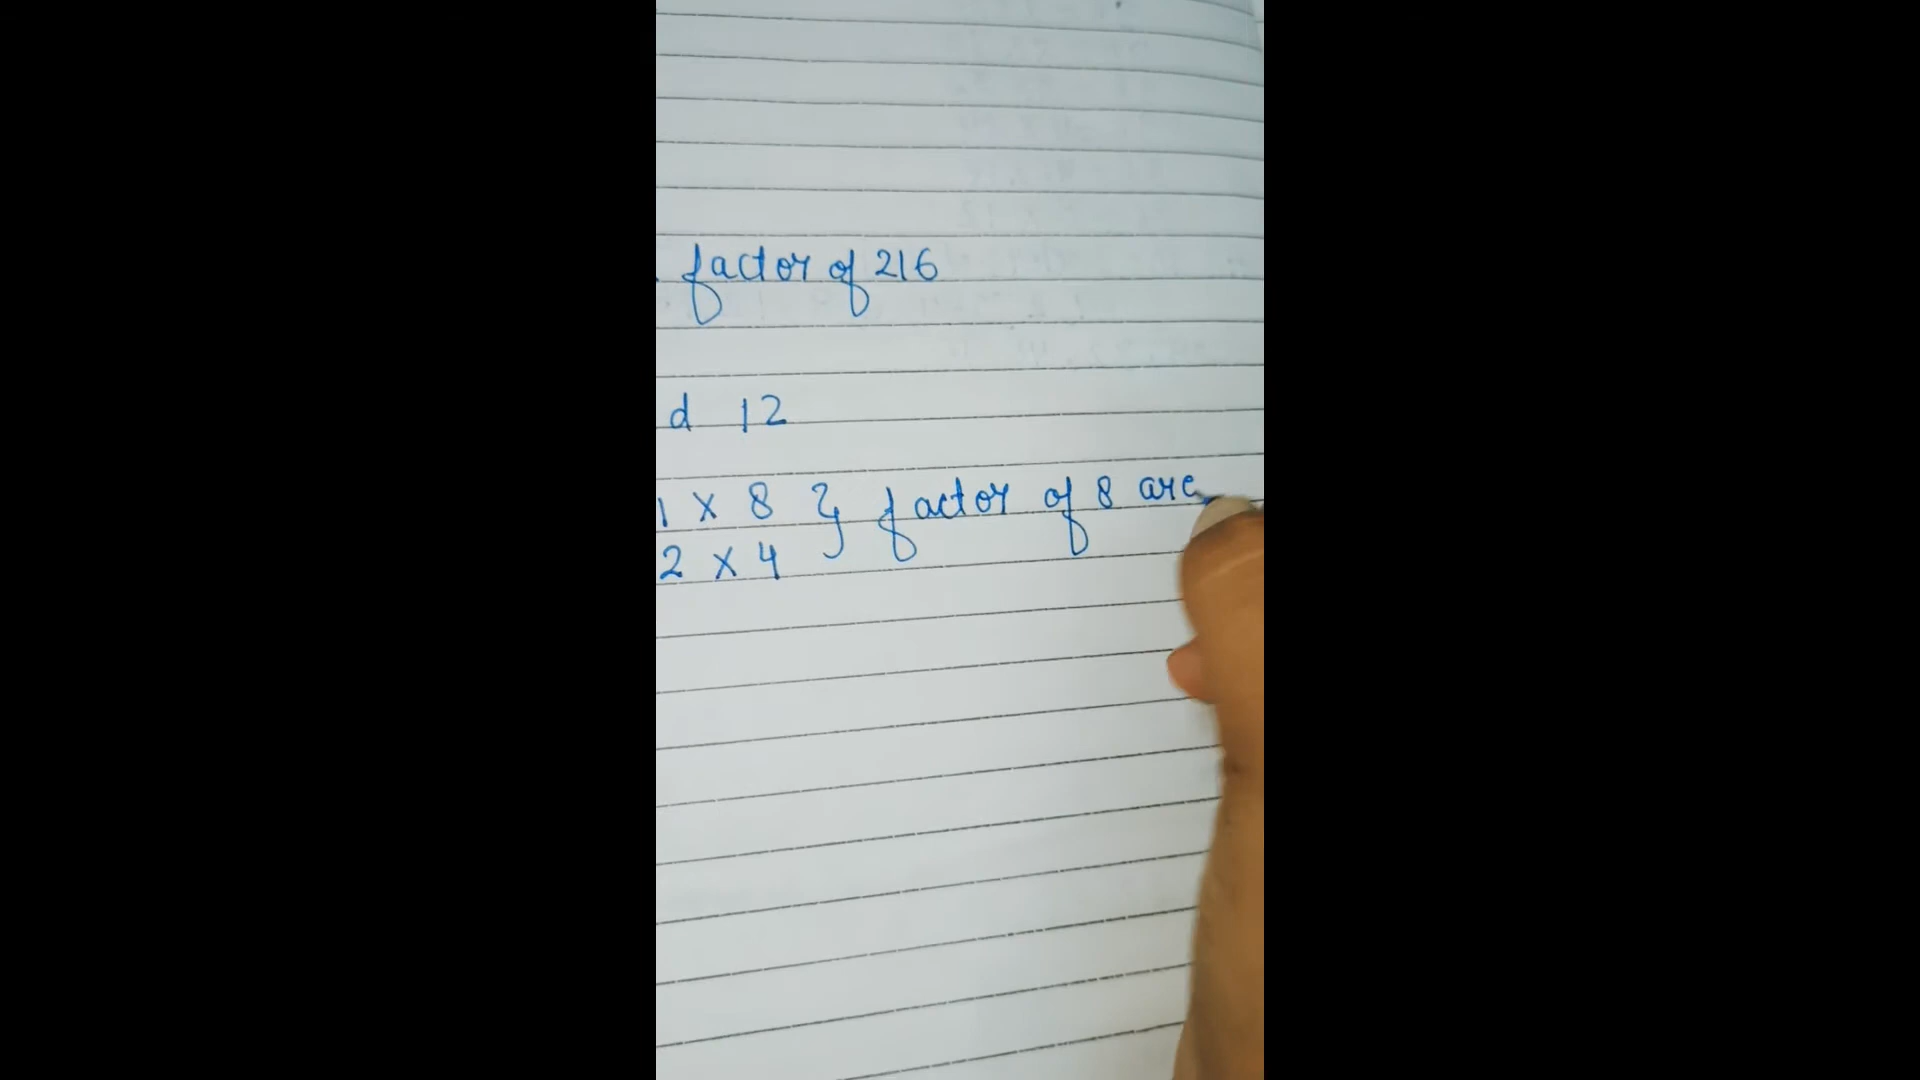 factor of 216
d 12
1 x 8 } factor of 8 are
2 x 4